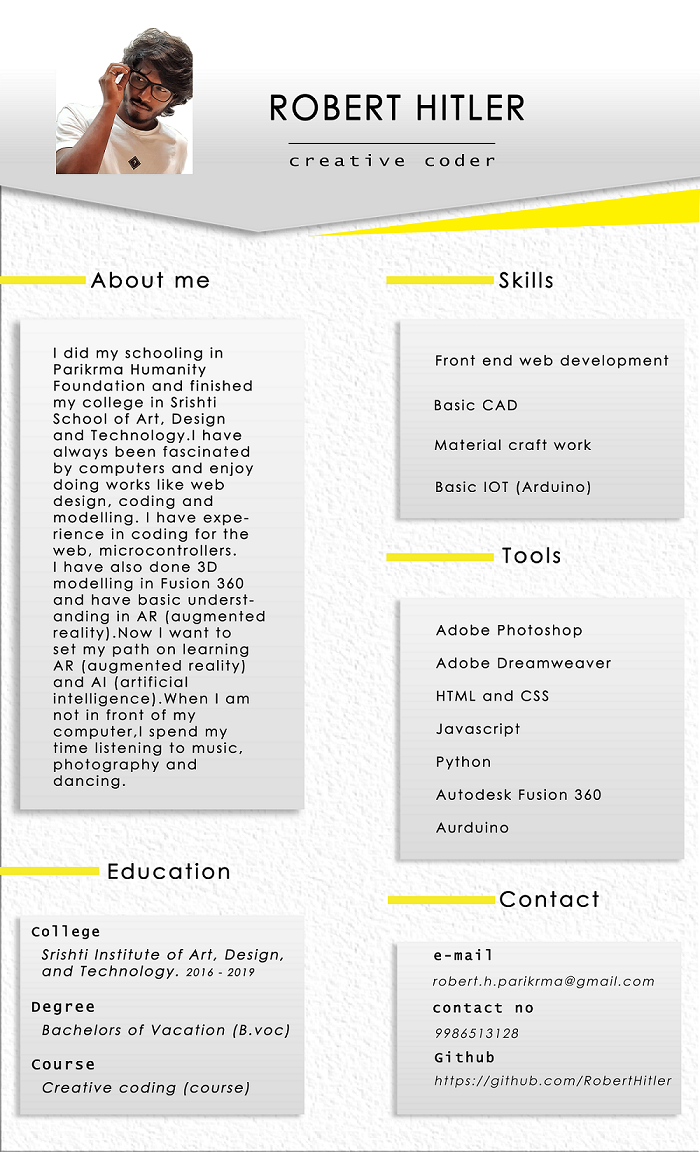 ROBERT HITLER
creative coder
About me
I did my schooling in
Parikrma Humanity
Foundation and finished
my college in Srishti
School of Art, Design
and Technology.I have
always been fascinated
by computers and enjoy
doing works like web
design, coding and
modelling. I have expe-
rience in coding for the
web, microcontrollers.
I have also done 3D
modelling in Fusion 360
and have basic underst-
anding in AR (augmented
reality).Now I want to
set my path on learning
AR (augmented reality)
and AI (artificial
intelligence).When I am
not in front of my
computer,I spend my
time listening to music,
photography and
dancing.
Education
College
Srishti Institute of Art, Design,
and Technology. 2016 - 2019
Degree
Bachelors of Vacation (B.voc)
Course
Creative coding (course)
Skills
Front end web development
Basic CAD
Material craft work
Basic IOT (Arduino)
Tools
Adobe Photoshop
Adobe Dreamweaver
HTML and CSS
Javascript
Python
Autodesk Fusion 360
Aurduino
Contact
e-mail
robert.h.parikrma@gmail.com
contact no
9986513128
Github
https://github.com/RobertHitler